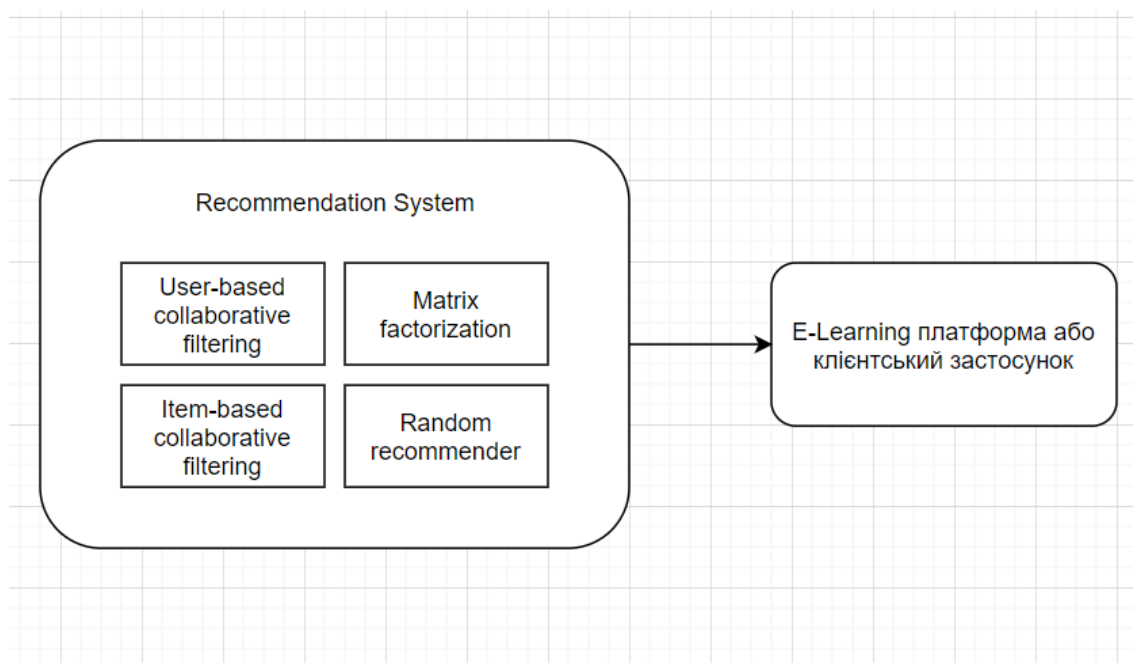 Recommendation System
User-based
collaborative
filtering
Matrix
factorization
Item-based
collaborative
filtering
Random
recommender
E-Learning платформа або
клієнтський застосунок